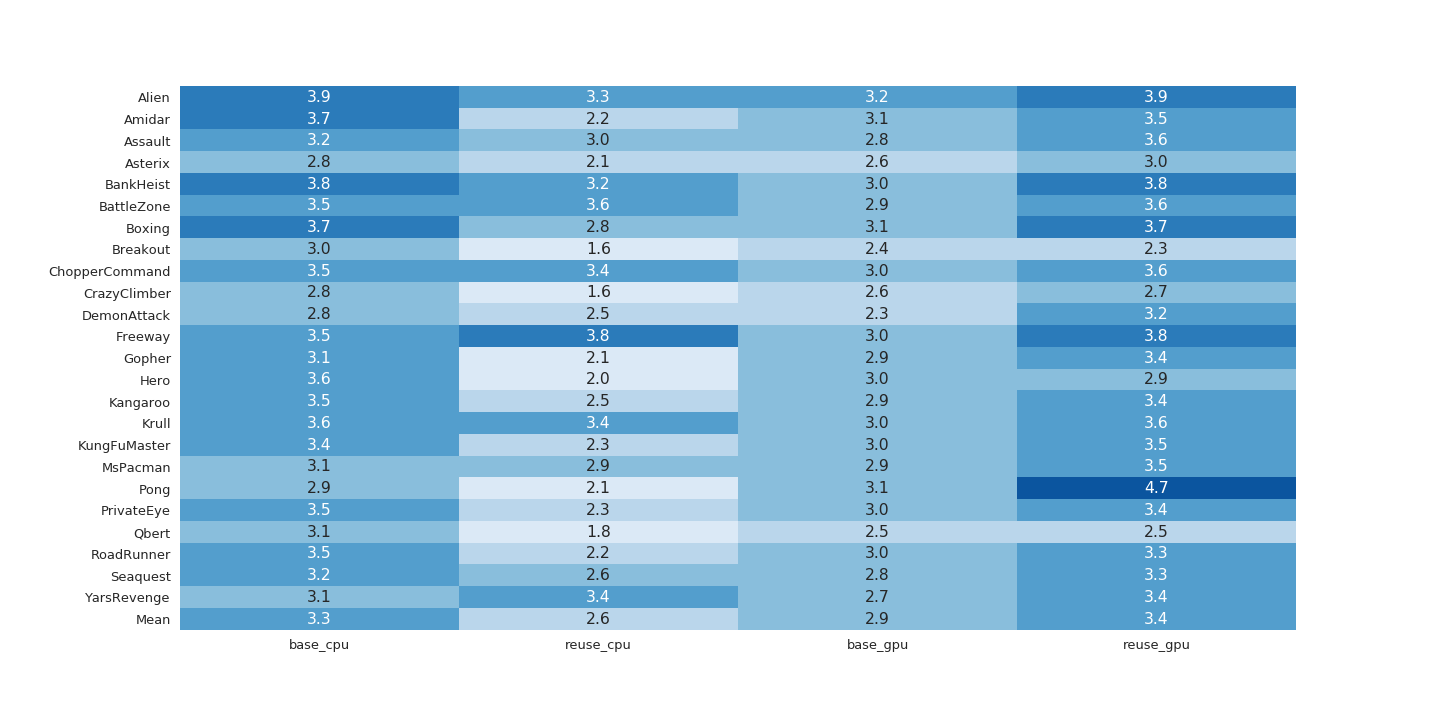 Alien 3.9 3.3 3.2 3.9
Amidar 3.7 2.2 3.1 3.5
Assault 3.2 3.0 2.8 3.6
Asterix 2.8 2.1 2.6 3.0
BankHeist 3.8 3.2 3.0 3.8
BattleZone 3.5 3.6 2.9 3.6
Boxing 3.7 2.8 3.1 3.7
Breakout 3.0 1.6 2.4 2.3
ChopperCommand 3.5 3.4 3.0 3.6
CrazyClimber 2.8 1.6 2.6 2.7
DemonAttack 2.8 2.5 2.3 3.2
Freeway 3.5 3.8 3.0 3.8
Gopher 3.1 2.1 2.9 3.4
Hero 3.6 2.0 3.0 2.9
Kangaroo 3.5 2.5 2.9 3.4
Krull 3.6 3.4 3.0 3.6
KungFuMaster 3.4 2.3 3.0 3.5
MsPacman 3.1 2.9 2.9 3.5
Pong 2.9 2.1 3.1 4.7
PrivateEye 3.5 2.3 3.0 3.4
Qbert 3.1 1.8 2.5 2.5
RoadRunner 3.5 2.2 3.0 3.3
Seaquest 3.2 2.6 2.8 3.3
YarsRevenge 3.1 3.4 2.7 3.4
Mean 3.3 2.6 2.9 3.4
base_cpu reuse_cpu base_gpu reuse_gpu